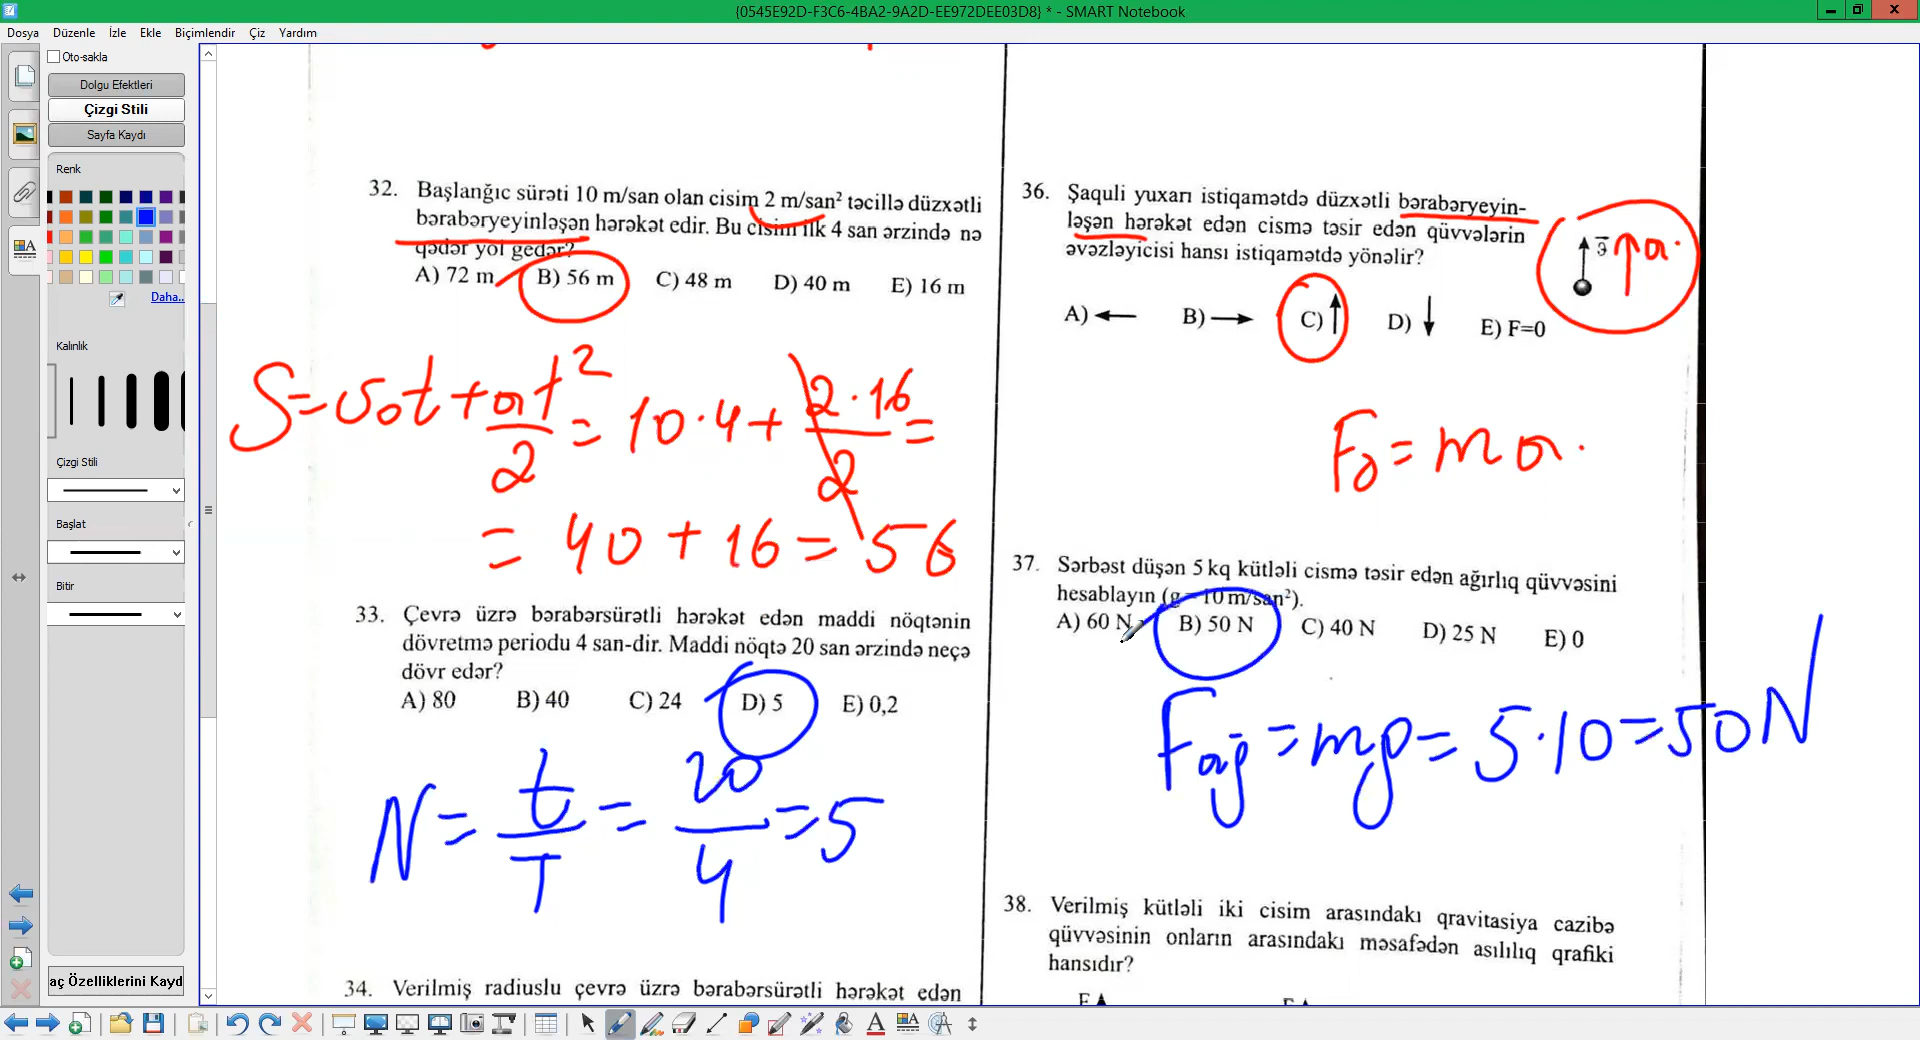 {0545E92D-F3C6-4BA2-9A2D-EE972DEE03D8} * - SMART Notebook
Dosya Düzenle İzle Ekle Biçimlendir Çiz Yardım
Oto-sakla
Dolgu Efektleri
Çizgi Stili
Sayfa Kaydı
Renk
Daha..
Kalınlık
Çizgi Stili
Başlat
Bitir
aç Özelliklerini Kayd
32. Başlanğıc sürəti 10 m/san olan cisim 2 m/san² təcillə düzxətli
bərabəryeyinləşən hərəkət edir. Bu cisim ilk 4 san ərzində nə
qədər yol gedər?
A) 72 m B) 56 m C) 48 m D) 40 m E) 16 m
S=υ₀t+at²/2=10·4+2·16/2=
=40+16=56
33. Çevrə üzrə bərabərsürətli hərəkət edən maddi nöqtənin
dövretmə periodu 4 san-dir. Maddi nöqtə 20 san ərzində neçə
dövr edər?
A) 80 B) 40 C) 24 D) 5 E) 0,2
N=t/T=20/4=5
34. Verilmiş radiuslu çevrə üzrə bərabərsürətli hərəkət edən
36. Şaquli yuxarı istiqamətdə düzxətli bərabəryeyin-
ləşən hərəkət edən cismə təsir edən qüvvələrin
əvəzləyicisi hansı istiqamətdə yönəlir?
ϑ a
A) ← B) → C) ↑ D) ↓ E) F=0
Fə=ma
37. Sərbəst düşən 5 kq kütləli cismə təsir edən ağırlıq qüvvəsini
hesablayın (g=10 m/san²).
A) 60 N B) 50 N C) 40 N D) 25 N E) 0
Fağ=mg=5·10=50N
38. Verilmiş kütləli iki cisim arasındakı qravitasiya cazibə
qüvvəsinin onların arasındakı məsafədən asılılıq qrafiki
hansıdır?
F F